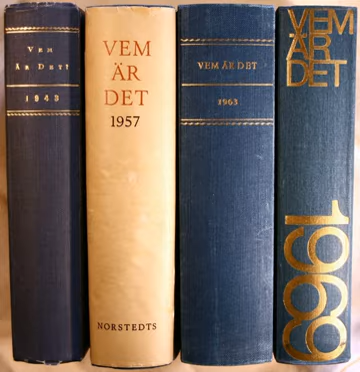 VEM
ÄR DET?
1943
VEM
ÄR
DET
1957
NORSTEDTS
VEM ÄR DET
1963
VEM
ÄR
DET
1969